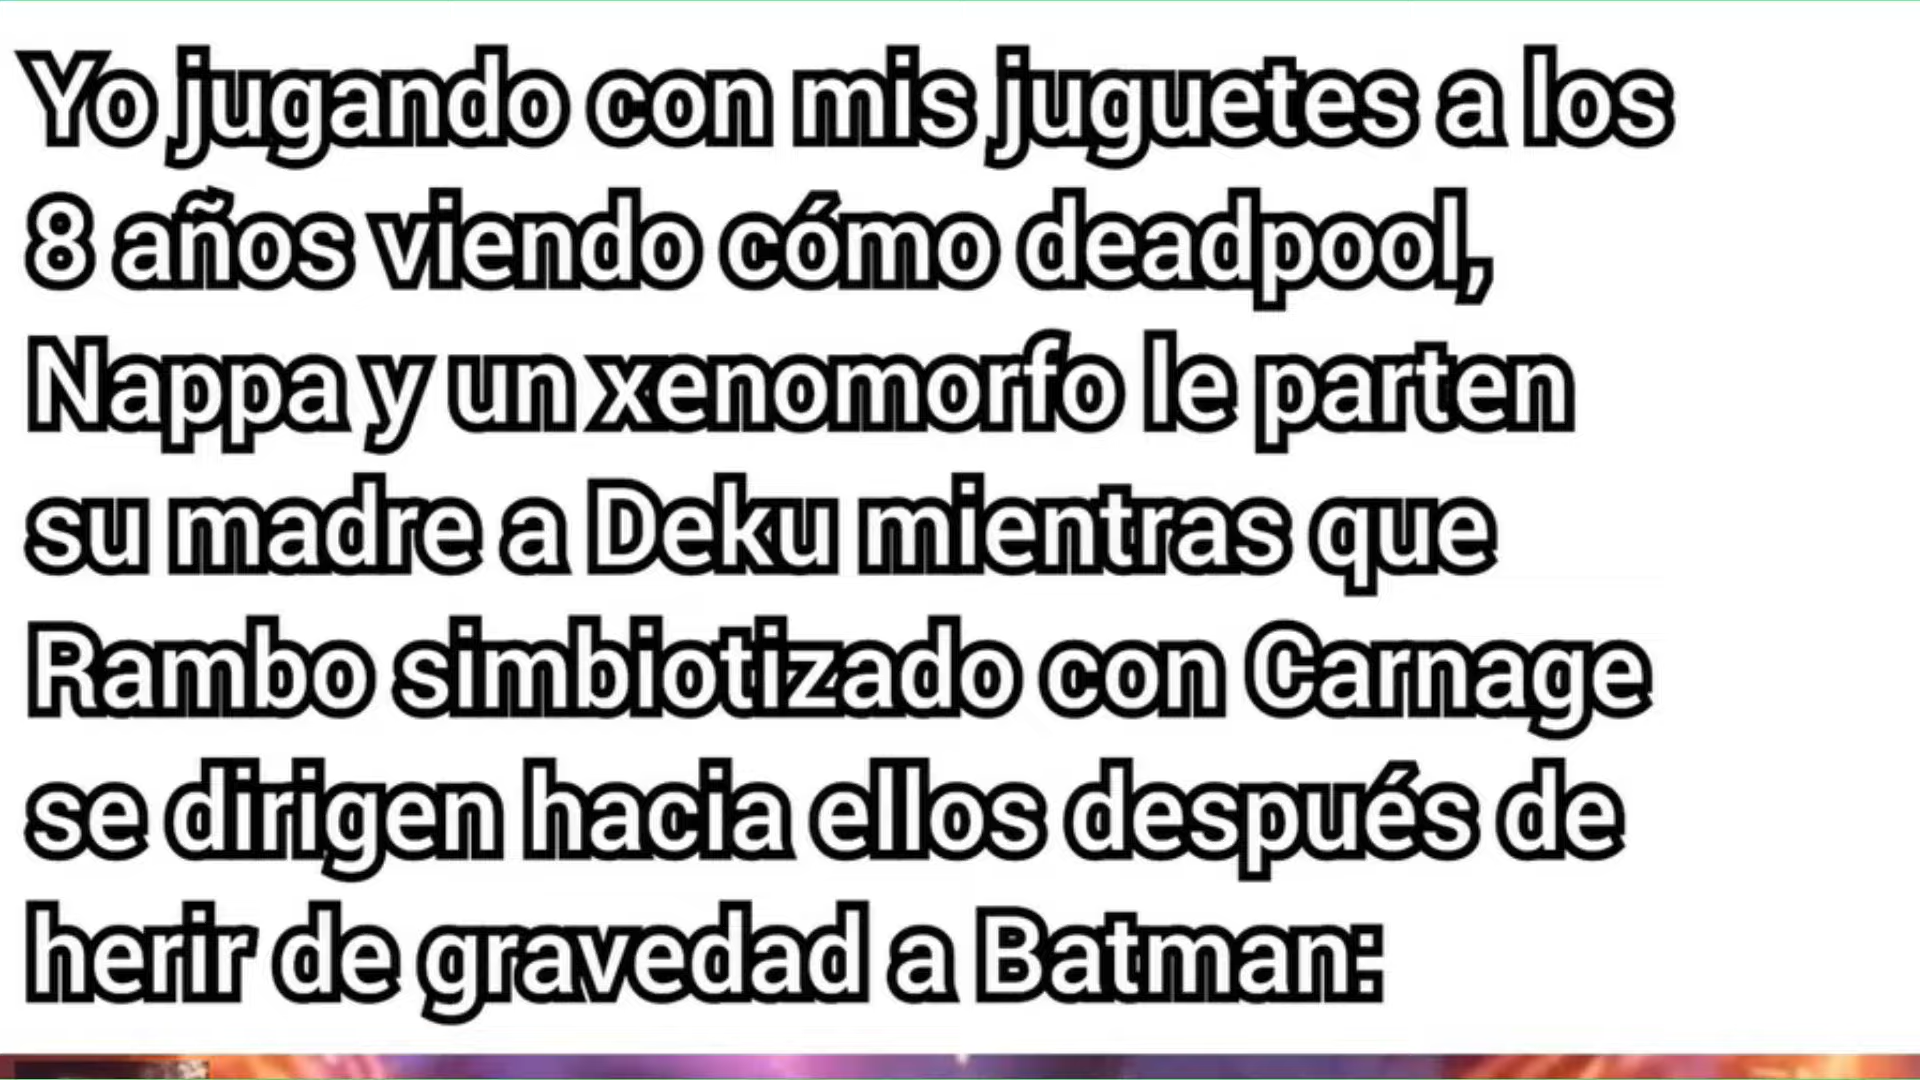 Yo jugando con mis juguetes a los
8 años viendo cómo deadpool,
Nappa y un xenomorfo le parten
su madre a Deku mientras que
Rambo simbiotizado con Carnage
se dirigen hacia ellos después de
herir de gravedad a Batman: